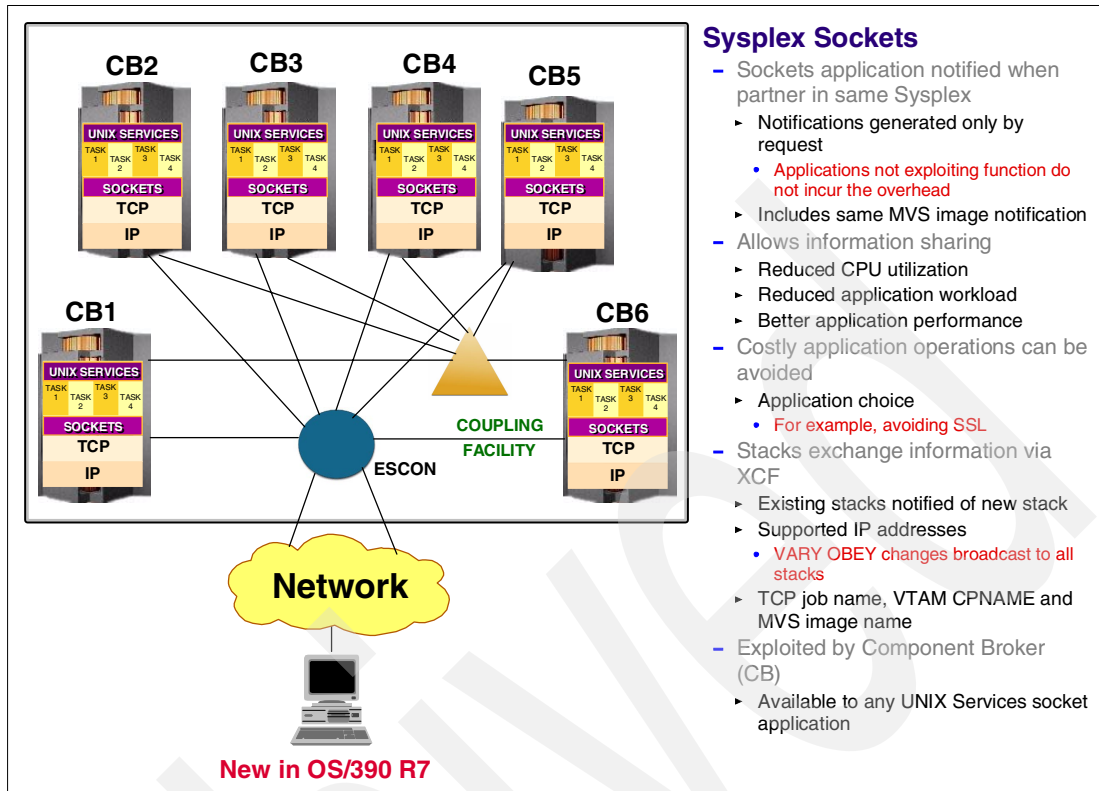 CB2
CB3
CB4
CB5
UNIX SERVICES
TASK 1
TASK 2
TASK 3
TASK 4
SOCKETS
TCP
IP
UNIX SERVICES
TASK 1
TASK 2
TASK 3
TASK 4
SOCKETS
TCP
IP
UNIX SERVICES
TASK 1
TASK 2
TASK 3
TASK 4
SOCKETS
TCP
IP
UNIX SERVICES
TASK 1
TASK 2
TASK 3
TASK 4
SOCKETS
TCP
IP
CB1
UNIX SERVICES
TASK 1
TASK 2
TASK 3
TASK 4
SOCKETS
TCP
IP
CB6
UNIX SERVICES
TASK 1
TASK 2
TASK 3
TASK 4
SOCKETS
TCP
IP
COUPLING
FACILITY
ESCON
Network
New in OS/390 R7
Sysplex Sockets
– Sockets application notified when
partner in same Sysplex
► Notifications generated only by
request
• Applications not exploiting function do
not incur the overhead
► Includes same MVS image notification
– Allows information sharing
► Reduced CPU utilization
► Reduced application workload
► Better application performance
– Costly application operations can be
avoided
► Application choice
• For example, avoiding SSL
– Stacks exchange information via
XCF
► Existing stacks notified of new stack
► Supported IP addresses
• VARY OBEY changes broadcast to all
stacks
► TCP job name, VTAM CPNAME and
MVS image name
– Exploited by Component Broker
(CB)
► Available to any UNIX Services socket
application